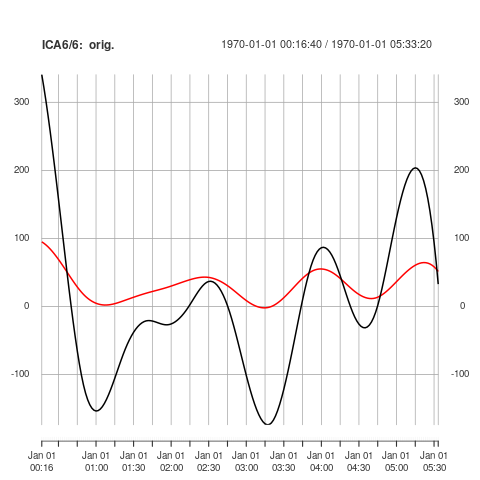 ICA6/6: orig. 1970-01-01 00:16:40 / 1970-01-01 05:33:20
300 300
200 200
100 100
0 0
-100 -100
Jan 01 Jan 01 Jan 01 Jan 01 Jan 01 Jan 01 Jan 01 Jan 01 Jan 01 Jan 01 Jan 01
00:16 01:00 01:30 02:00 02:30 03:00 03:30 04:00 04:30 05:00 05:30